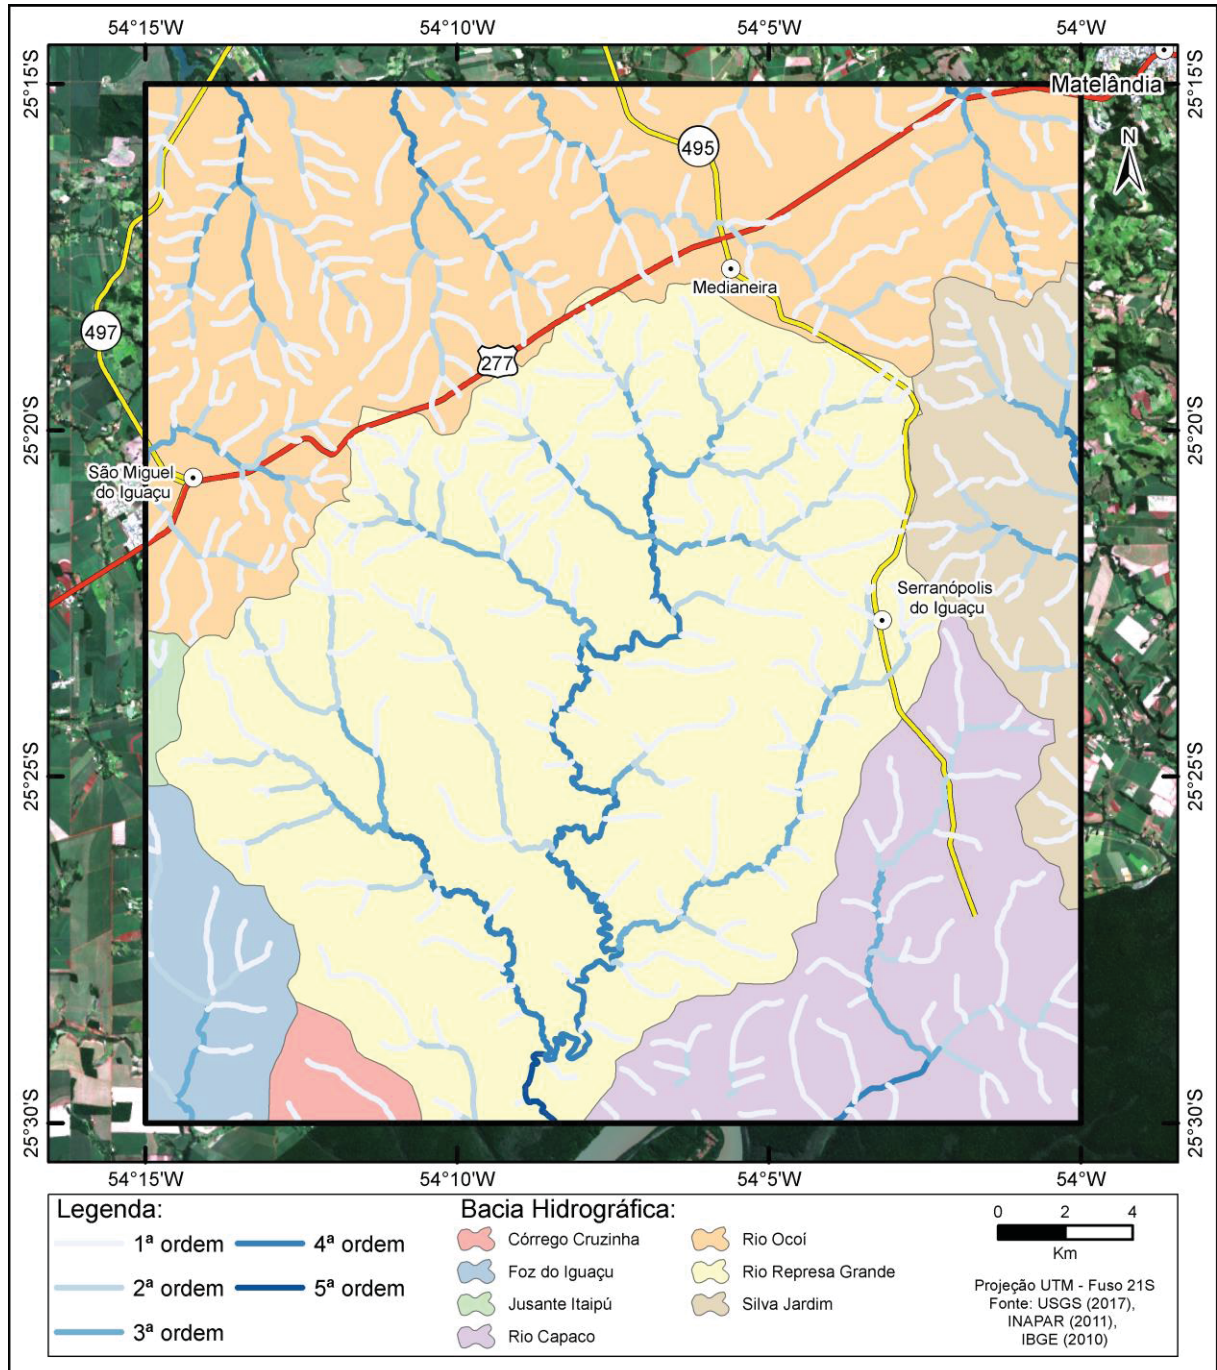 54°15'W 54°10'W 54°5'W 54°W
25°15'S 25°15'S
Matelândia
N
495
Medianeira
497
277
25°20'S 25°20'S
São Miguel
do Iguaçu
Serranópolis
do Iguaçu
25°25'S 25°25'S
25°30'S 25°30'S
54°15'W 54°10'W 54°5'W 54°W
Legenda:
1ª ordem
2ª ordem
3ª ordem
4ª ordem
5ª ordem
Bacia Hidrográfica:
Córrego Cruzinha
Foz do Iguaçu
Jusante Itaipú
Rio Capaco
Rio Ocoí
Rio Represa Grande
Silva Jardim
0 2 4
Km
Projeção UTM - Fuso 21S
Fonte: USGS (2017),
INAPAR (2011),
IBGE (2010)